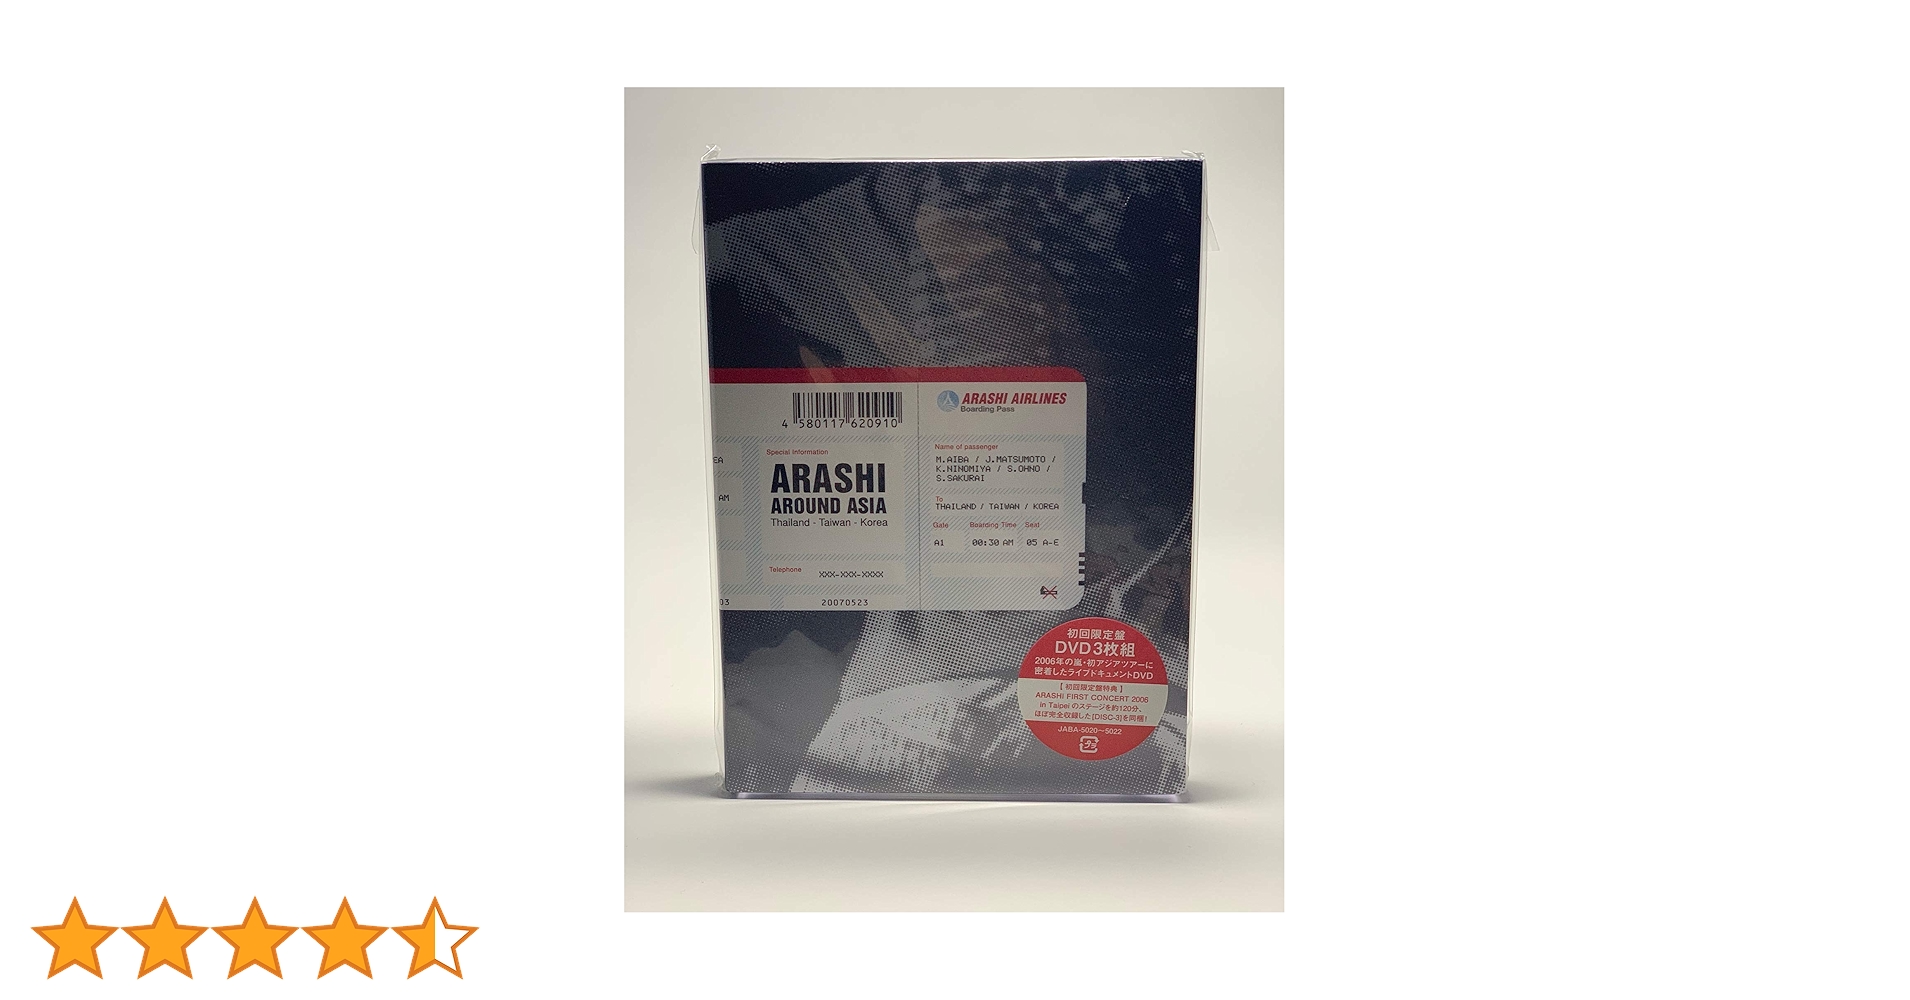 4 580117 620910
ARASHI AIRLINES
Boarding Pass
EA
AM
03
Special Information
ARASHI
AROUND ASIA
Thailand - Taiwan - Korea
Telephone
XXX-XXX-XXXX
20070523
Name of passenger
M.AIBA / J.MATSUMOTO /
K.NINOMIYA / S.OHNO /
S.SAKURAI
To
THAILAND / TAIWAN / KOREA
Gate Boarding Time Seat
A1 00:30 AM 05 A-E
初回限定盤
DVD3枚組
2006年の嵐・初アジアツアーに
密着したライブドキュメントDVD
【初回限定盤特典】
ARASHI FIRST CONCERT 2006
in Taipei のステージを約120分、
ほぼ完全収録した[DISC-3]を同梱!
JABA-5020〜5022